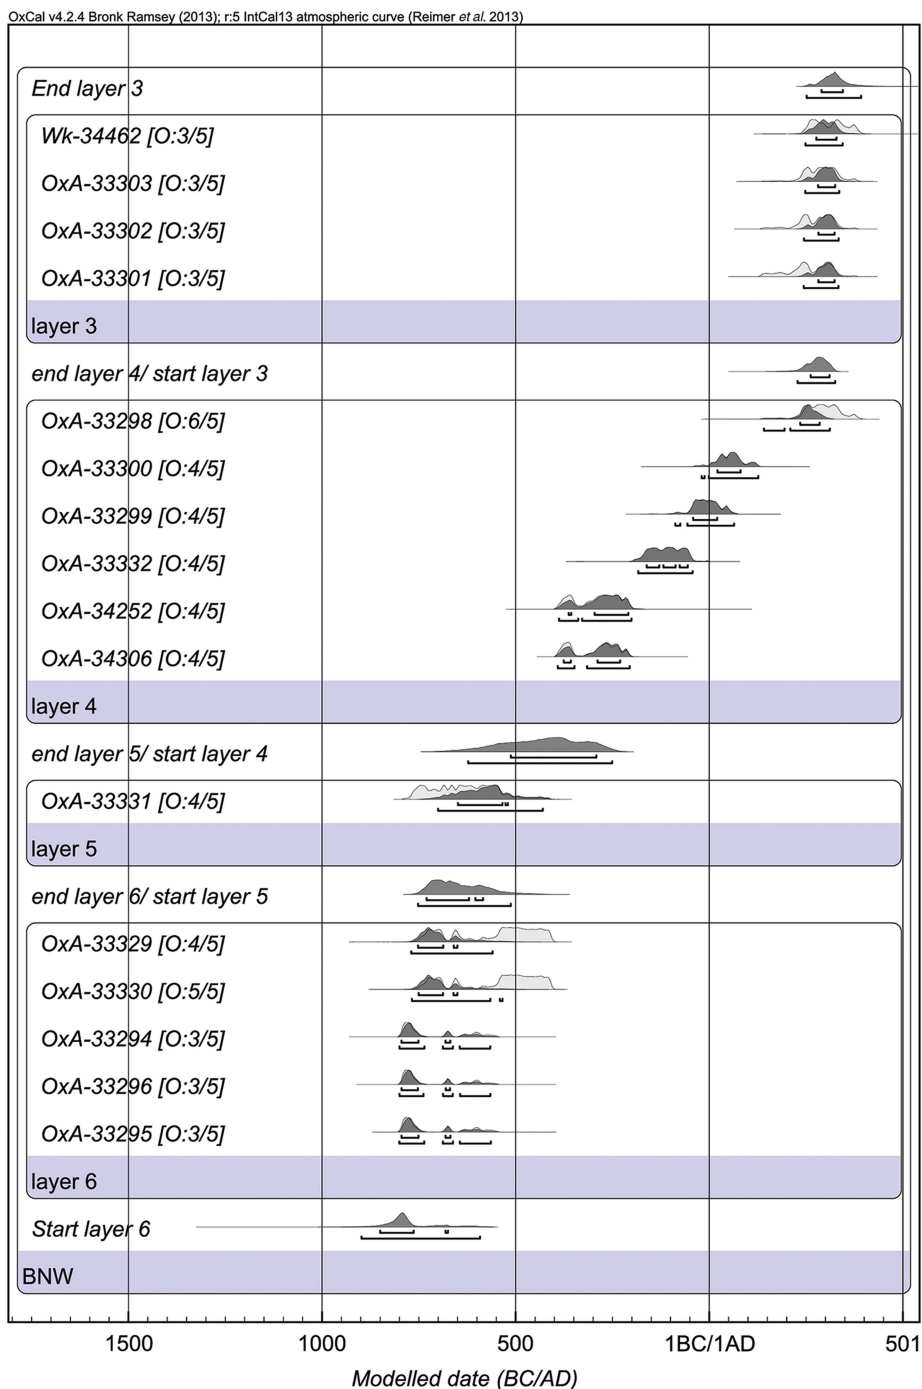 OxCal v4.2.4 Bronk Ramsey (2013); r:5 IntCal13 atmospheric curve (Reimer et al. 2013)
End layer 3
Wk-34462 [O:3/5]
OxA-33303 [O:3/5]
OxA-33302 [O:3/5]
OxA-33301 [O:3/5]
layer 3
end layer 4/ start layer 3
OxA-33298 [O:6/5]
OxA-33300 [O:4/5]
OxA-33299 [O:4/5]
OxA-33332 [O:4/5]
OxA-34252 [O:4/5]
OxA-34306 [O:4/5]
layer 4
end layer 5/ start layer 4
OxA-33331 [O:4/5]
layer 5
end layer 6/ start layer 5
OxA-33329 [O:4/5]
OxA-33330 [O:5/5]
OxA-33294 [O:3/5]
OxA-33296 [O:3/5]
OxA-33295 [O:3/5]
layer 6
Start layer 6
BNW
1500 1000 500 1BC/1AD 501
Modelled date (BC/AD)